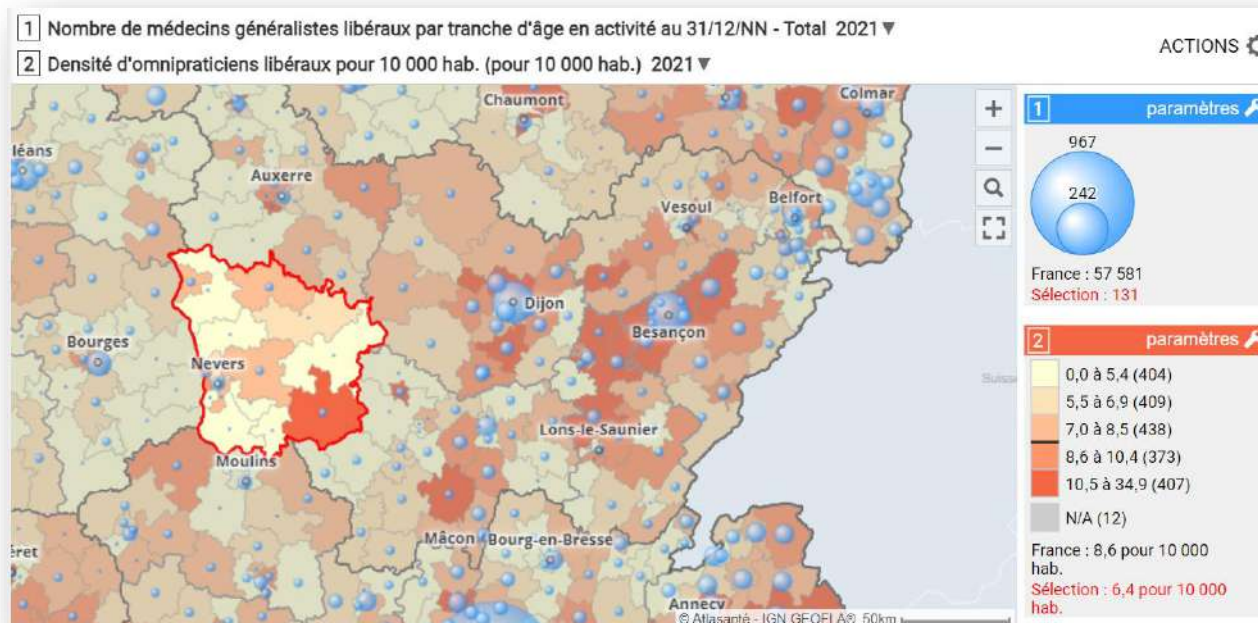 1 Nombre de médecins généralistes libéraux par tranche d'âge en activité au 31/12/NN - Total 2021 ▼
2 Densité d'omnipraticiens libéraux pour 10 000 hab. (pour 10 000 hab.) 2021 ▼
ACTIONS
Chaumont
Colmar
léans
Auxerre
Vesoul
Belfort
Dijon
Besançon
Bourges
Nevers
Suisse
Lons-le-Saunier
Moulins
Mâcon
Bourg-en-Bresse
éret
Annecy
© Atlasanté - IGN GEOFLA® 50km
+
−
1 paramètres
967
242
France : 57 581
Sélection : 131
2 paramètres
0,0 à 5,4 (404)
5,5 à 6,9 (409)
7,0 à 8,5 (438)
8,6 à 10,4 (373)
10,5 à 34,9 (407)
N/A (12)
France : 8,6 pour 10 000
hab.
Sélection : 6,4 pour 10 000
hab.